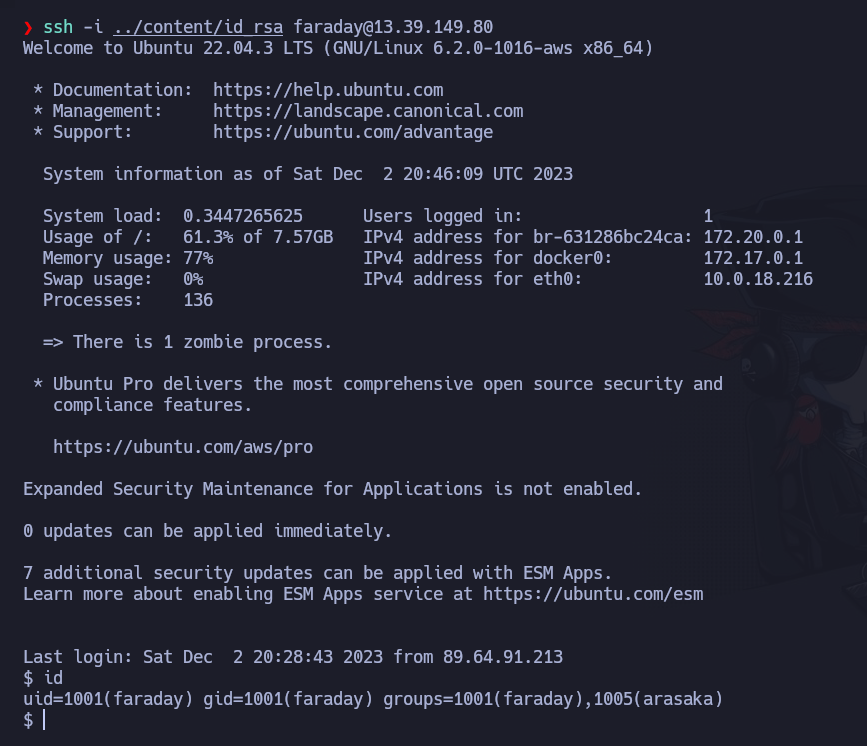 ❯ ssh -i ../content/id_rsa faraday@13.39.149.80
Welcome to Ubuntu 22.04.3 LTS (GNU/Linux 6.2.0-1016-aws x86_64)
* Documentation:  https://help.ubuntu.com
* Management:     https://landscape.canonical.com
* Support:        https://ubuntu.com/advantage
System information as of Sat Dec  2 20:46:09 UTC 2023
System load:  0.3447265625      Users logged in:                  1
Usage of /:   61.3% of 7.57GB   IPv4 address for br-631286bc24ca: 172.20.0.1
Memory usage: 77%               IPv4 address for docker0:         172.17.0.1
Swap usage:   0%                IPv4 address for eth0:            10.0.18.216
Processes:    136
=> There is 1 zombie process.
* Ubuntu Pro delivers the most comprehensive open source security and
compliance features.
https://ubuntu.com/aws/pro
Expanded Security Maintenance for Applications is not enabled.
0 updates can be applied immediately.
7 additional security updates can be applied with ESM Apps.
Learn more about enabling ESM Apps service at https://ubuntu.com/esm
Last login: Sat Dec  2 20:28:43 2023 from 89.64.91.213
$ id
uid=1001(faraday) gid=1001(faraday) groups=1001(faraday),1005(arasaka)
$